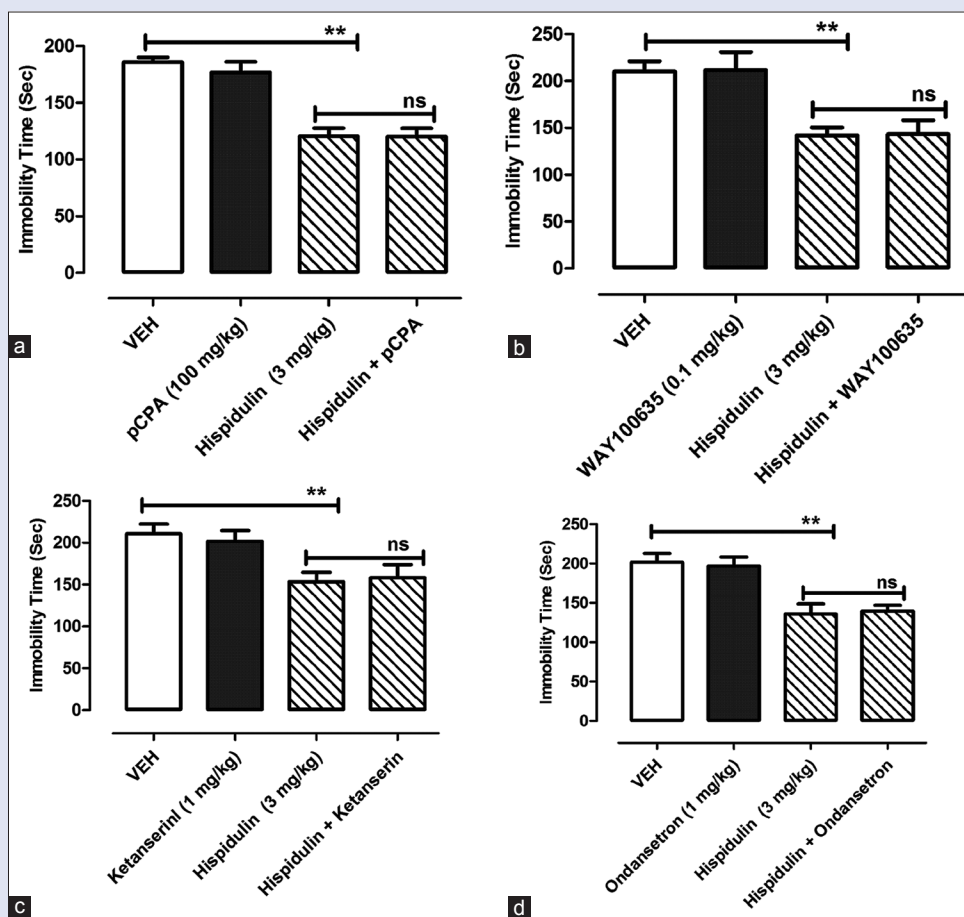 **
ns
200
150
100
50
0
Immobility Time (Sec)
VEH
pCPA (100 mg/kg)
Hispidulin (3 mg/kg)
Hispidulin + pCPA
a
**
ns
250
200
150
100
50
0
Immobility Time (Sec)
VEH
WAY100635 (0.1 mg/kg)
Hispidulin (3 mg/kg)
Hispidulin + WAY100635
b
**
ns
250
200
150
100
50
0
Immobility Time (Sec)
VEH
Ketanserinl (1 mg/kg)
Hispidulin (3 mg/kg)
Hispidulin + Ketanserin
c
**
ns
250
200
150
100
50
0
Immobility Time (Sec)
VEH
Ondansetron (1 mg/kg)
Hispidulin (3 mg/kg)
Hispidulin + Ondansetron
d